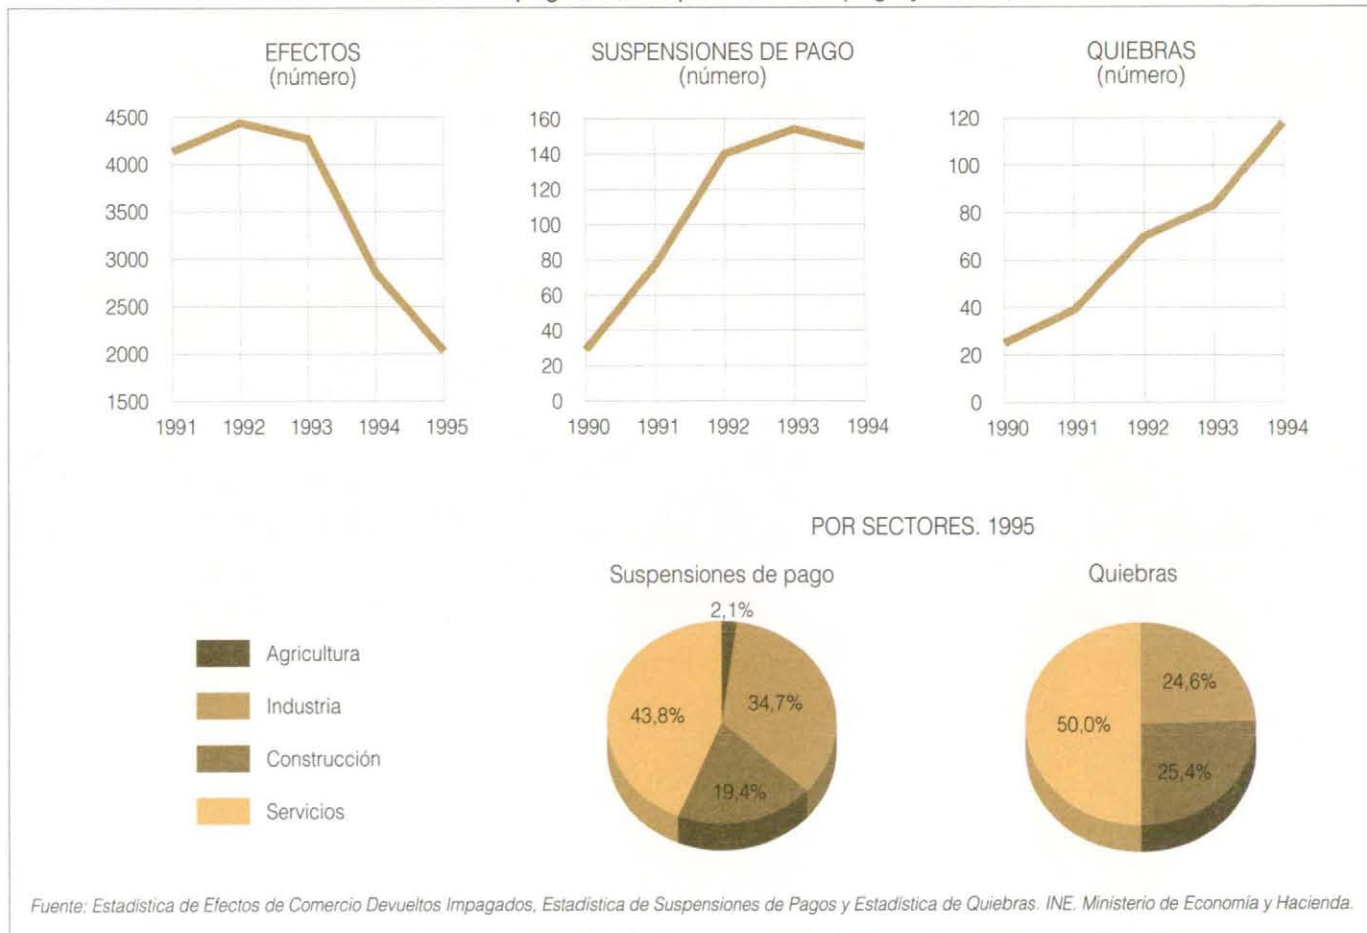 EFECTOS
(número)
4500
4000
3500
3000
2500
2000
1500
1991 1992 1993 1994 1995
SUSPENSIONES DE PAGO
(número)
160
140
120
100
80
60
40
20
0
1990 1991 1992 1993 1994
QUIEBRAS
(número)
120
100
80
60
40
20
0
1990 1991 1992 1993 1994
POR SECTORES. 1995
Agricultura
Industria
Construcción
Servicios
Suspensiones de pago
2,1%
34,7%
43,8%
19,4%
Quiebras
24,6%
50,0%
25,4%
Fuente: Estadística de Efectos de Comercio Devueltos Impagados, Estadística de Suspensiones de Pagos y Estadística de Quiebras. INE. Ministerio de Economía y Hacienda.